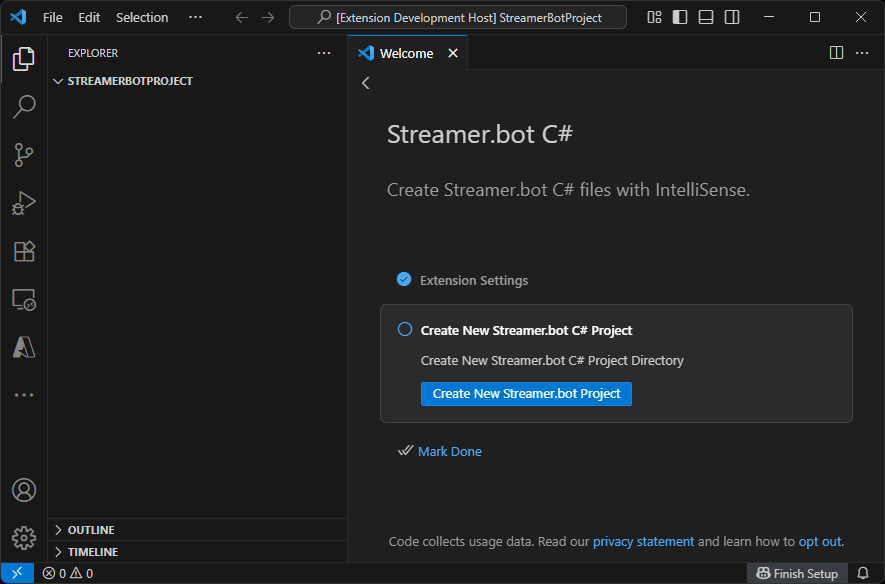 File Edit Selection ··· [Extension Development Host] StreamerBotProject
EXPLORER ···
Welcome
STREAMERBOTPROJECT
Streamer.bot C#
Create Streamer.bot C# files with IntelliSense.
Extension Settings
Create New Streamer.bot C# Project
Create New Streamer.bot C# Project Directory
Create New Streamer.bot Project
Mark Done
OUTLINE
TIMELINE
Code collects usage data. Read our privacy statement and learn how to opt out.
0 0
Finish Setup